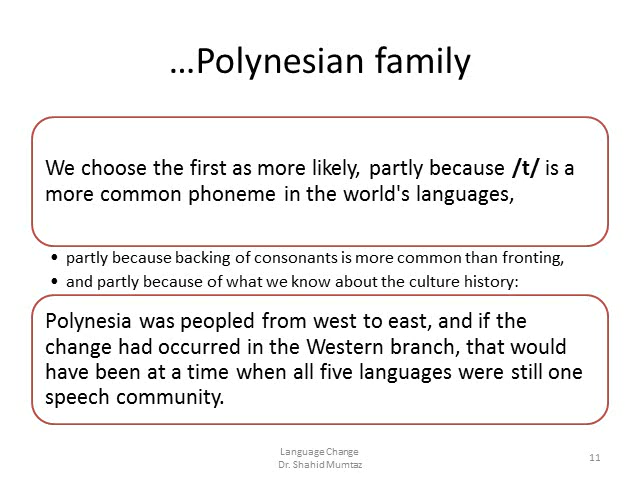 …Polynesian family
We choose the first as more likely, partly because /t/ is a
more common phoneme in the world's languages,
• partly because backing of consonants is more common than fronting,
• and partly because of what we know about the culture history:
Polynesia was peopled from west to east, and if the
change had occurred in the Western branch, that would
have been at a time when all five languages were still one
speech community.
Language Change
Dr. Shahid Mumtaz
11